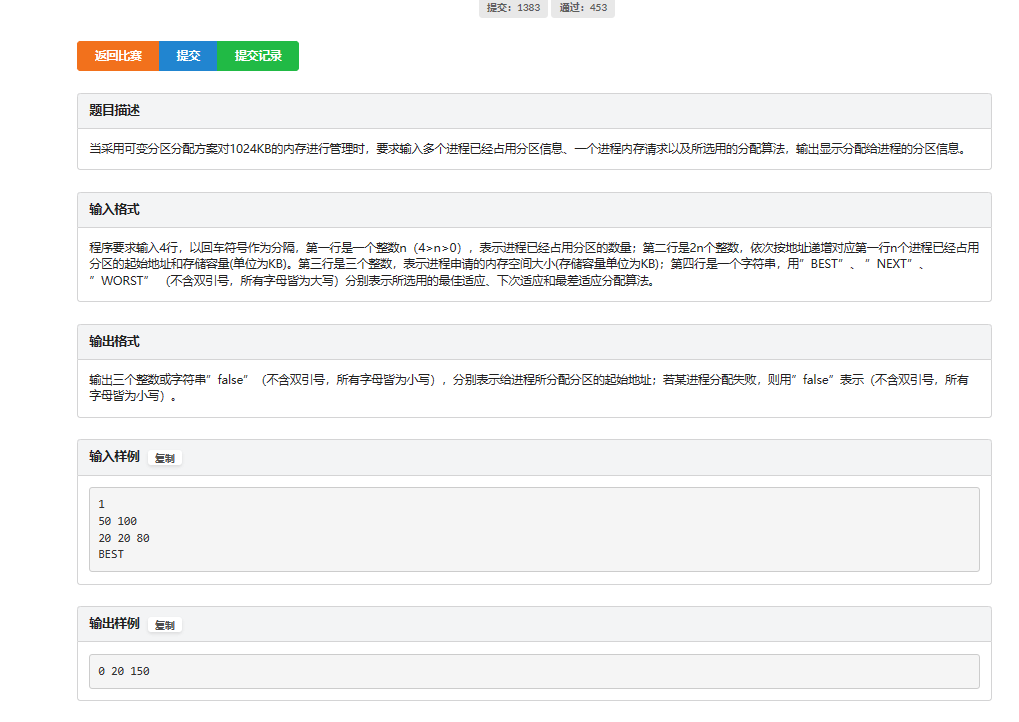 提交：1383 通过：453
返回比赛 提交 提交记录
题目描述
当采用可变分区分配方案对1024KB的内存进行管理时，要求输入多个进程已经占用分区信息、一个进程内存请求以及所选用的分配算法，输出显示分配给进程的分区信息。
输入格式
程序要求输入4行，以回车符号作为分隔，第一行是一个整数n（4>n>0），表示进程已经占用分区的数量；第二行是2n个整数，依次按地址递增对应第一行n个进程已经占用
分区的起始地址和存储容量(单位为KB)。第三行是三个整数，表示进程申请的内存空间大小(存储容量单位为KB)；第四行是一个字符串，用”BEST”、 ”NEXT”、
”WORST” （不含双引号，所有字母皆为大写）分别表示所选用的最佳适应、下次适应和最差适应分配算法。
输出格式
输出三个整数或字符串”false”（不含双引号，所有字母皆为小写），分别表示给进程所分配分区的起始地址；若某进程分配失败，则用”false”表示（不含双引号，所有
字母皆为小写）。
输入样例 复制
1
50 100
20 20 80
BEST
输出样例 复制
0 20 150